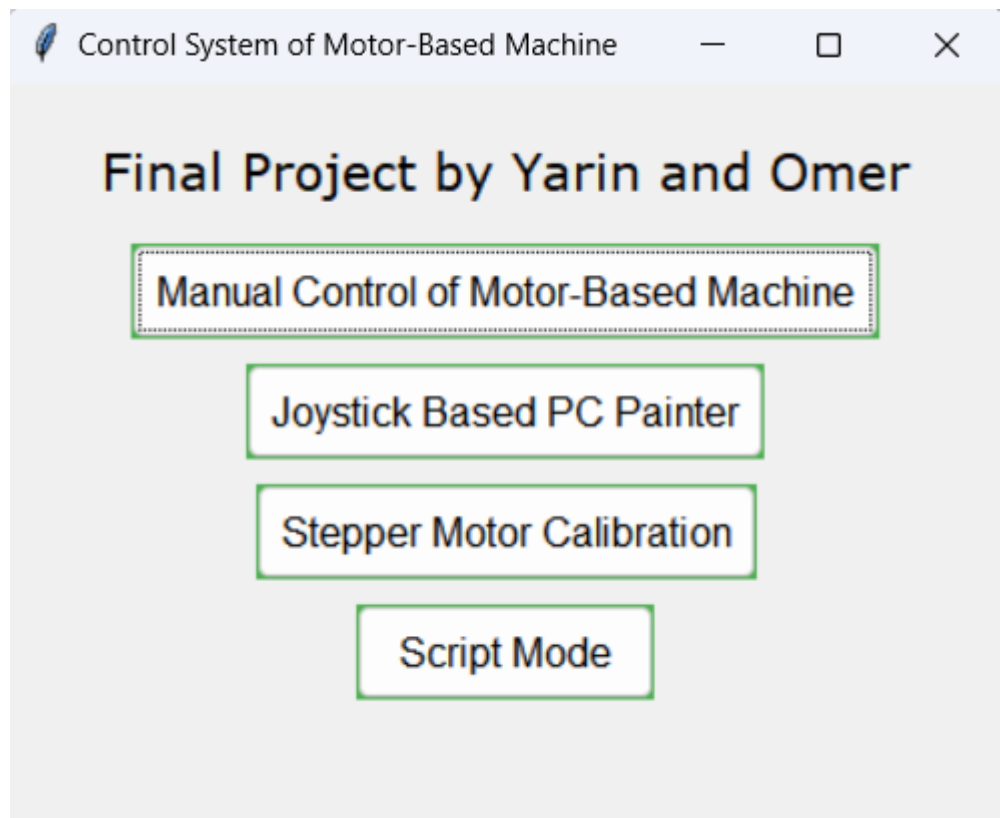 Control System of Motor-Based Machine
Final Project by Yarin and Omer
Manual Control of Motor-Based Machine
Joystick Based PC Painter
Stepper Motor Calibration
Script Mode